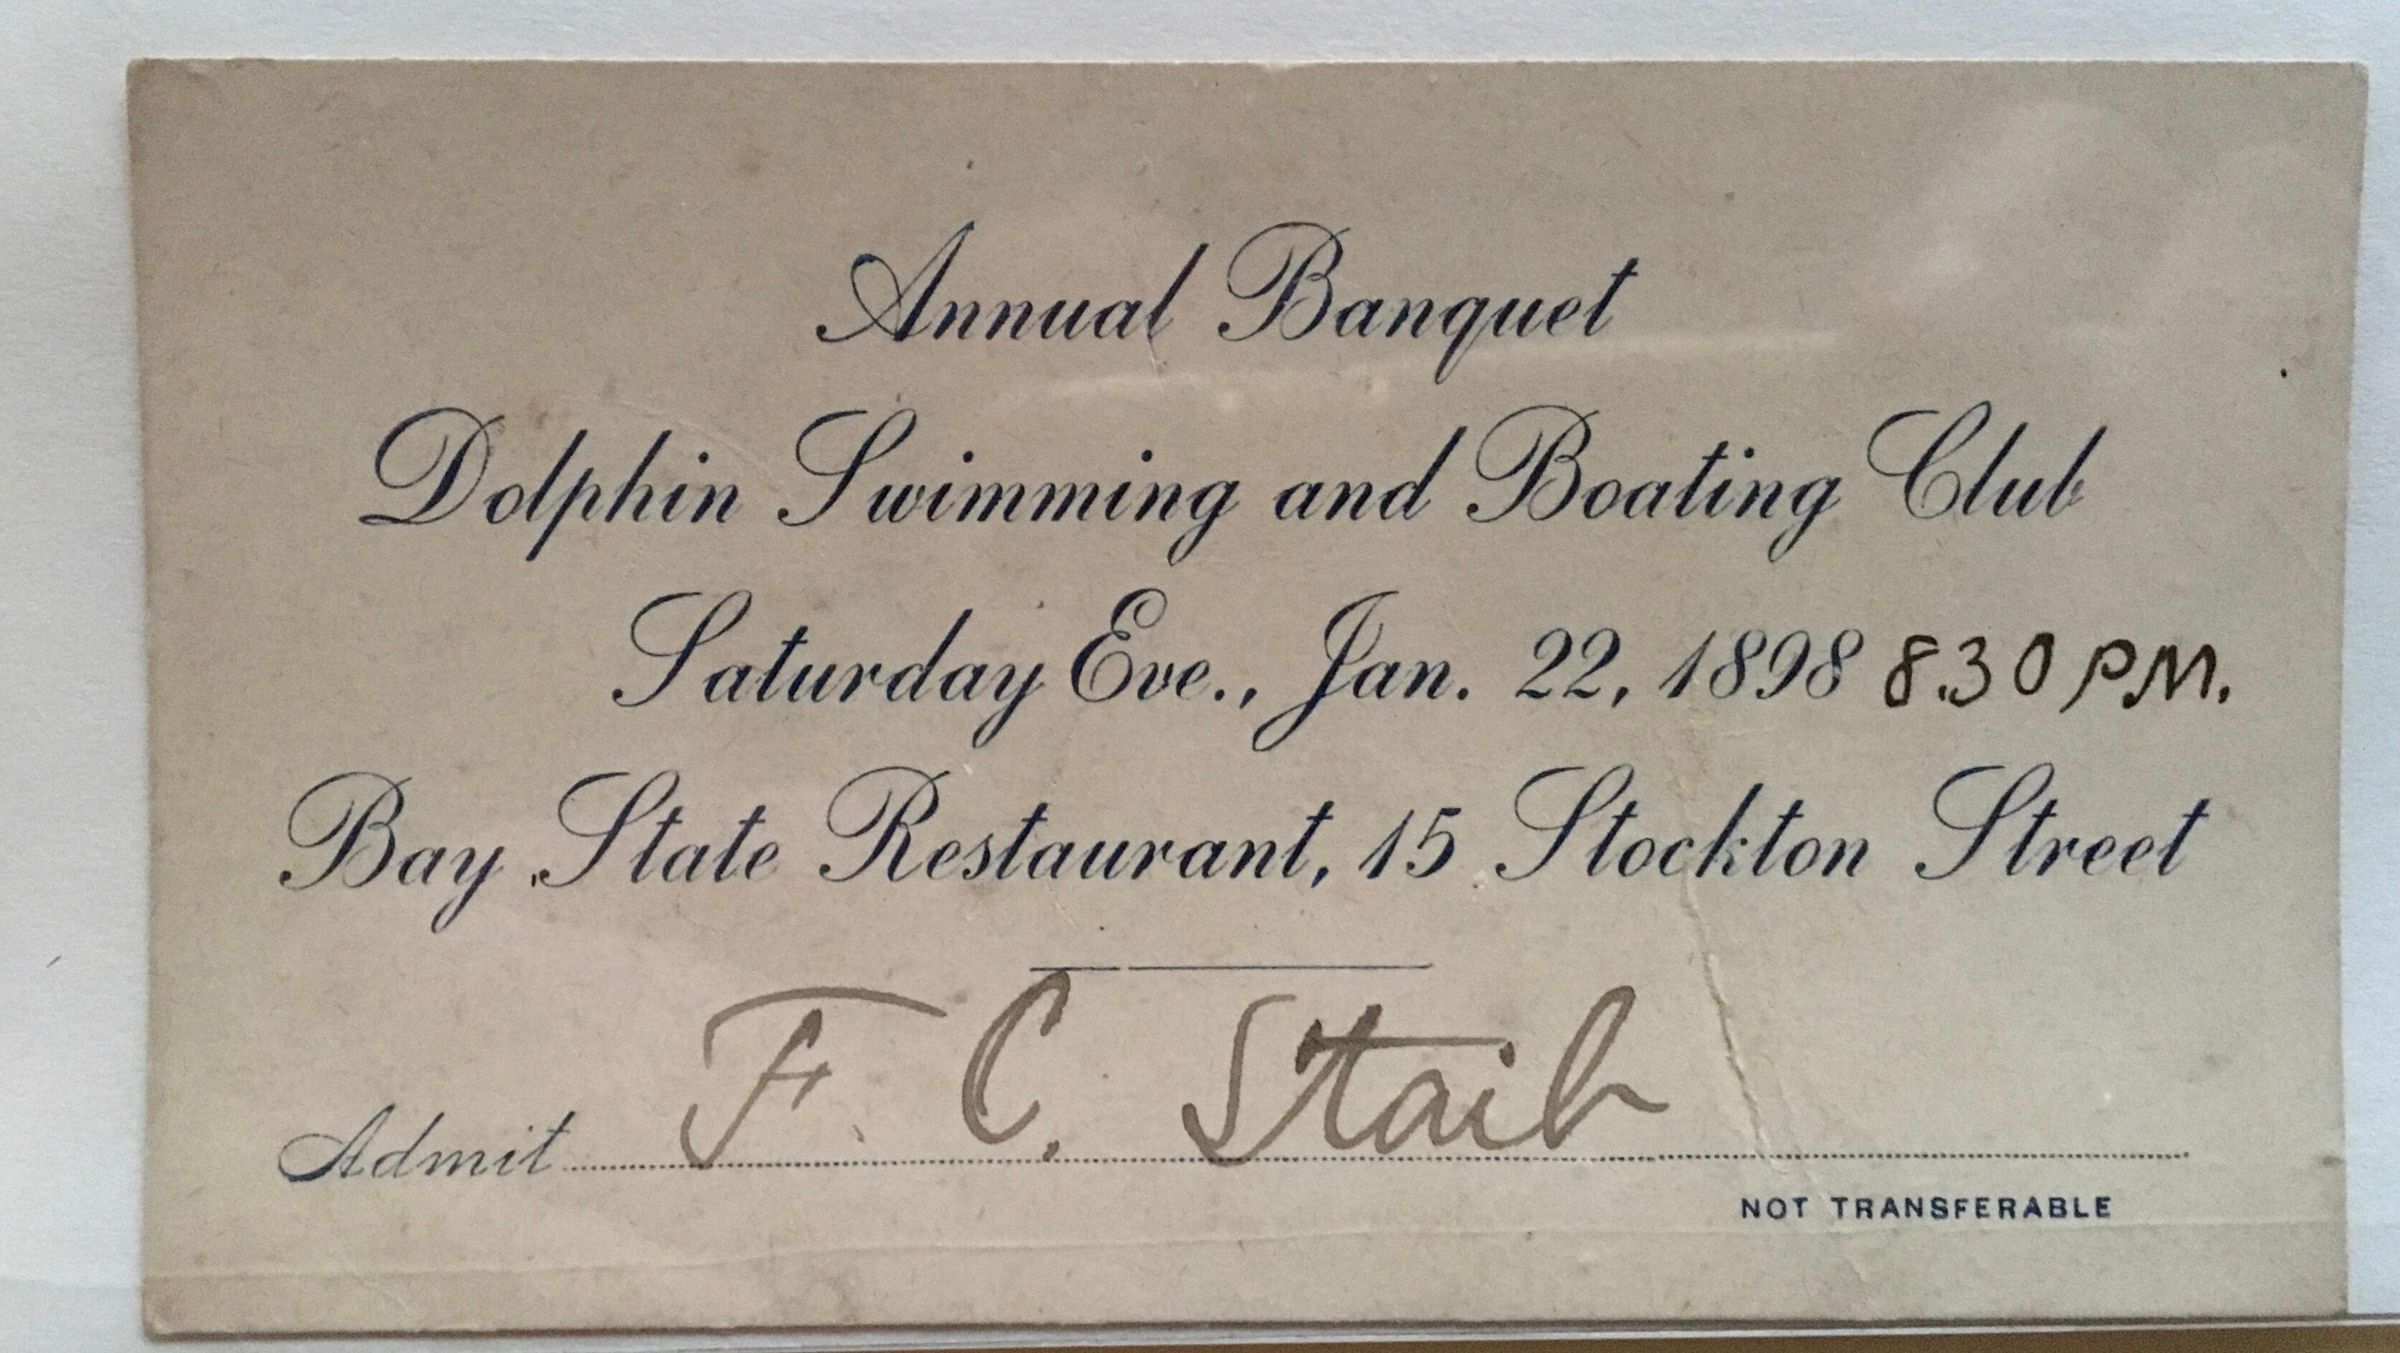 Annual Banquet
Dolphin Swimming and Boating Club
Saturday Eve., Jan. 22, 1898 8.30 P.M.
Bay State Restaurant, 15 Stockton Street
Admit F. C. Staib
NOT TRANSFERABLE